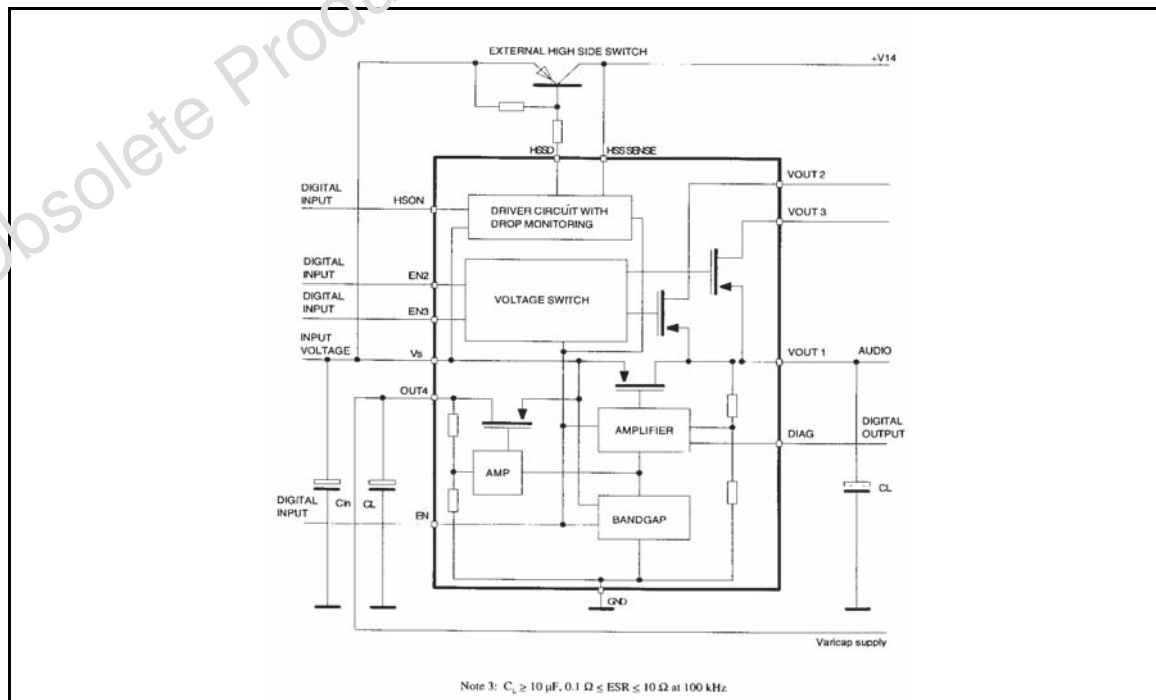 Obsolete Produ
EXTERNAL HIGH SIDE SWITCH
+V14
HSSD
HSS SENSE
VOUT 2
DIGITAL
INPUT
HSON
DRIVER CIRCUIT WITH
DROP MONITORING
VOUT 3
DIGITAL
INPUT
EN2
VOLTAGE SWITCH
DIGITAL
INPUT
EN3
INPUT
VOLTAGE
Vs
VOUT 1
AUDIO
OUT4
AMPLIFIER
DIAG
DIGITAL
OUTPUT
AMP
Cin
CL
CL
DIGITAL
INPUT
EN
BANDGAP
GND
Varicap supply
Note 3: CL ≥ 10 µF, 0.1 Ω ≤ ESR ≤ 10 Ω at 100 kHz